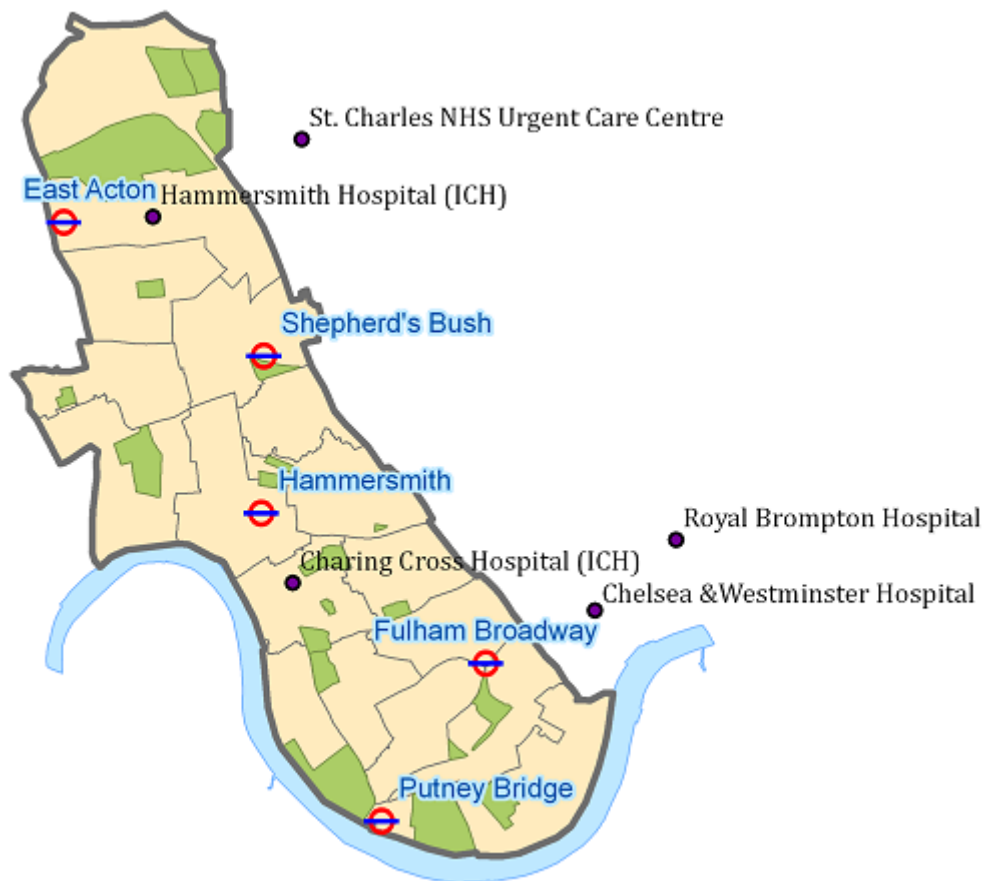 St. Charles NHS Urgent Care Centre
East Acton
Hammersmith Hospital (ICH)
Shepherd's Bush
Hammersmith
Royal Brompton Hospital
Charing Cross Hospital (ICH)
Chelsea &Westminster Hospital
Fulham Broadway
Putney Bridge